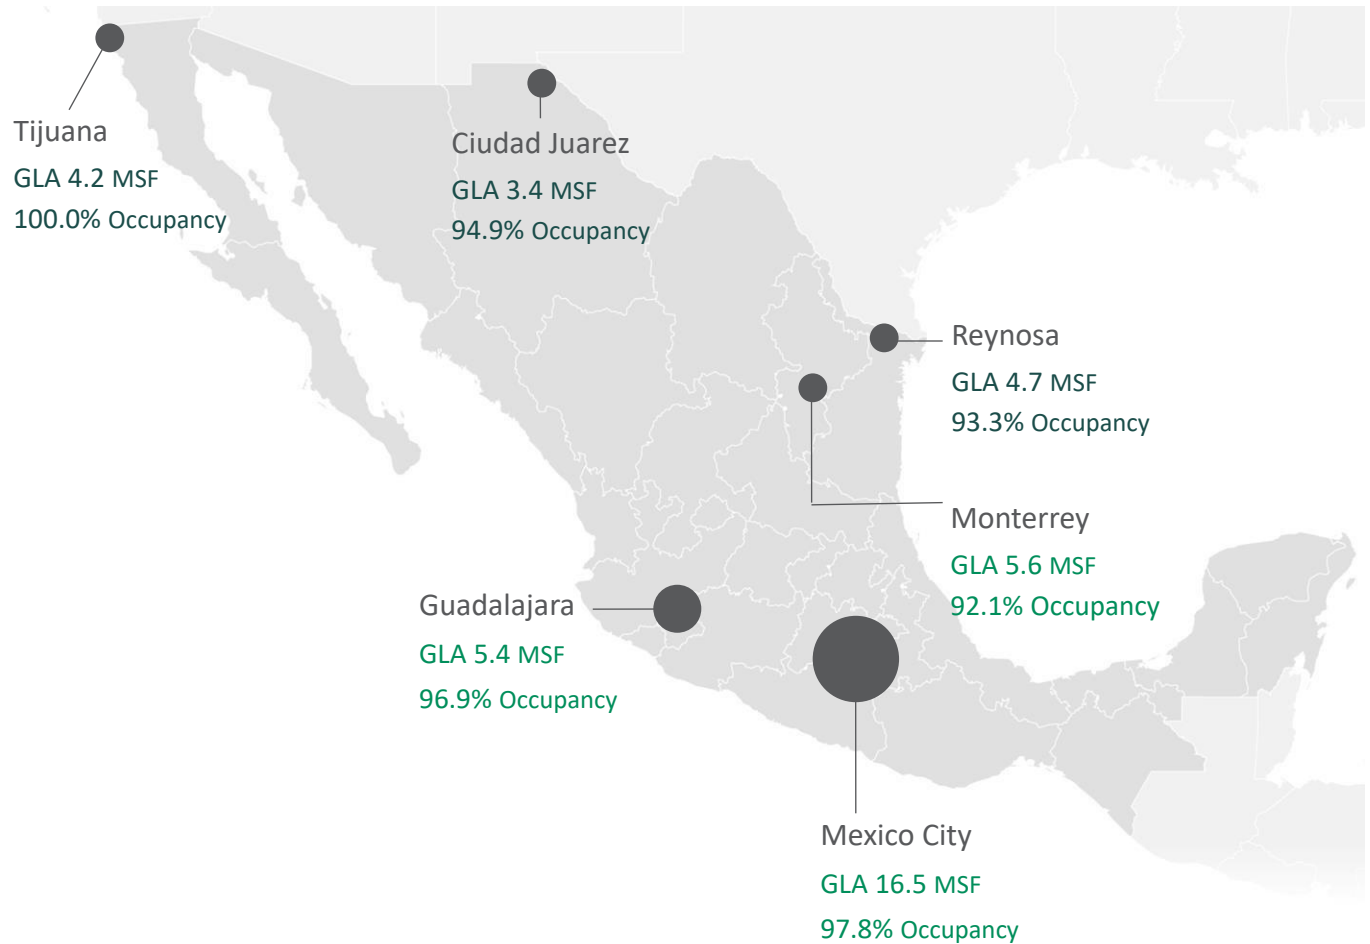 Tijuana
GLA 4.2 MSF
100.0% Occupancy
Ciudad Juarez
GLA 3.4 MSF
94.9% Occupancy
Reynosa
GLA 4.7 MSF
93.3% Occupancy
Monterrey
GLA 5.6 MSF
92.1% Occupancy
Guadalajara
GLA 5.4 MSF
96.9% Occupancy
Mexico City
GLA 16.5 MSF
97.8% Occupancy